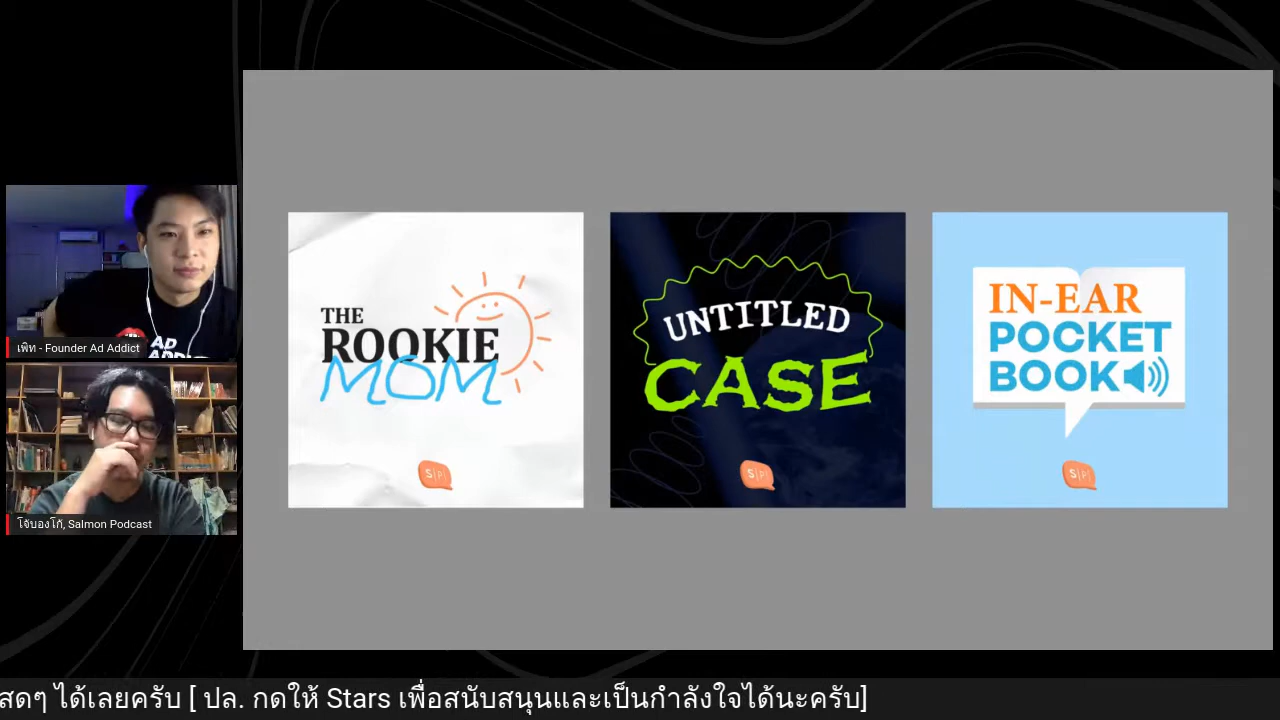 AD
ADDIC
เพิท - Founder Ad Addict
โจ้บองโก้, Salmon Podcast
THE
ROOKIE
MOM
S|P|
UNTITLED
CASE
S|P|
IN-EAR
POCKET
BOOK
S|P|
สดๆ ได้เลยครับ [ ปล. กดให้ Stars เพื่อสนับสนุนและเป็นกำลังใจได้นะครับ]